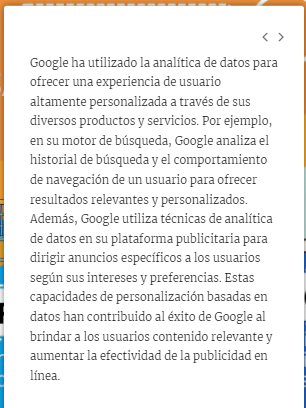 Google ha utilizado la analítica de datos para
ofrecer una experiencia de usuario
altamente personalizada a través de sus
diversos productos y servicios. Por ejemplo,
en su motor de búsqueda, Google analiza el
historial de búsqueda y el comportamiento
de navegación de un usuario para ofrecer
resultados relevantes y personalizados.
Además, Google utiliza técnicas de analítica
de datos en su plataforma publicitaria para
dirigir anuncios específicos a los usuarios
según sus intereses y preferencias. Estas
capacidades de personalización basadas en
datos han contribuido al éxito de Google al
brindar a los usuarios contenido relevante y
aumentar la efectividad de la publicidad en
línea.